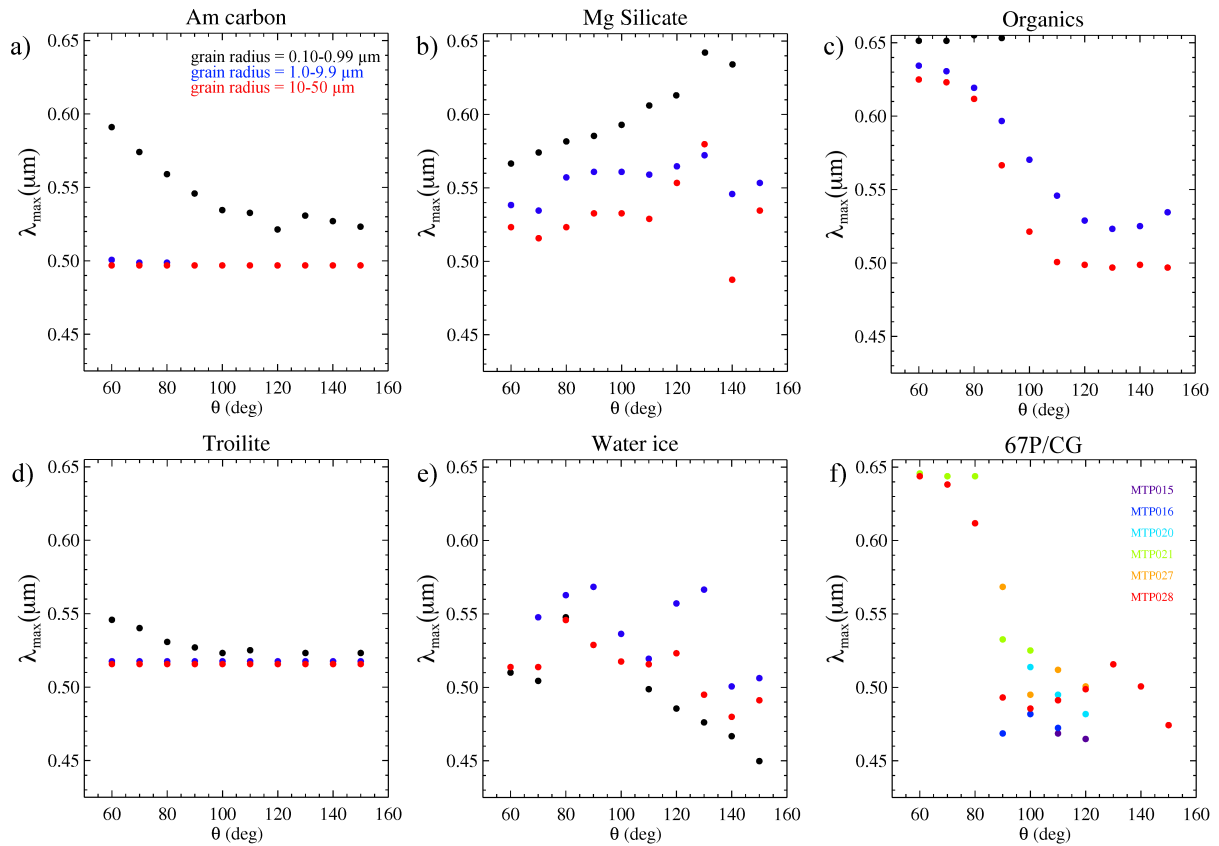 Am carbon
a)
grain radius = 0.10-0.99 μm
grain radius = 1.0-9.9 μm
grain radius = 10-50 μm
0.65
0.60
0.55
0.50
0.45
λmax(μm)
60 80 100 120 140 160
θ (deg)
Mg Silicate
b)
0.65
0.60
0.55
0.50
0.45
λmax(μm)
60 80 100 120 140 160
θ (deg)
Organics
c)
0.65
0.60
0.55
0.50
0.45
λmax(μm)
60 80 100 120 140 160
θ (deg)
Troilite
d)
0.65
0.60
0.55
0.50
0.45
λmax(μm)
60 80 100 120 140 160
θ (deg)
Water ice
e)
0.65
0.60
0.55
0.50
0.45
λmax(μm)
60 80 100 120 140 160
θ (deg)
67P/CG
f)
MTP015
MTP016
MTP020
MTP021
MTP027
MTP028
0.65
0.60
0.55
0.50
0.45
λmax(μm)
60 80 100 120 140 160
θ (deg)